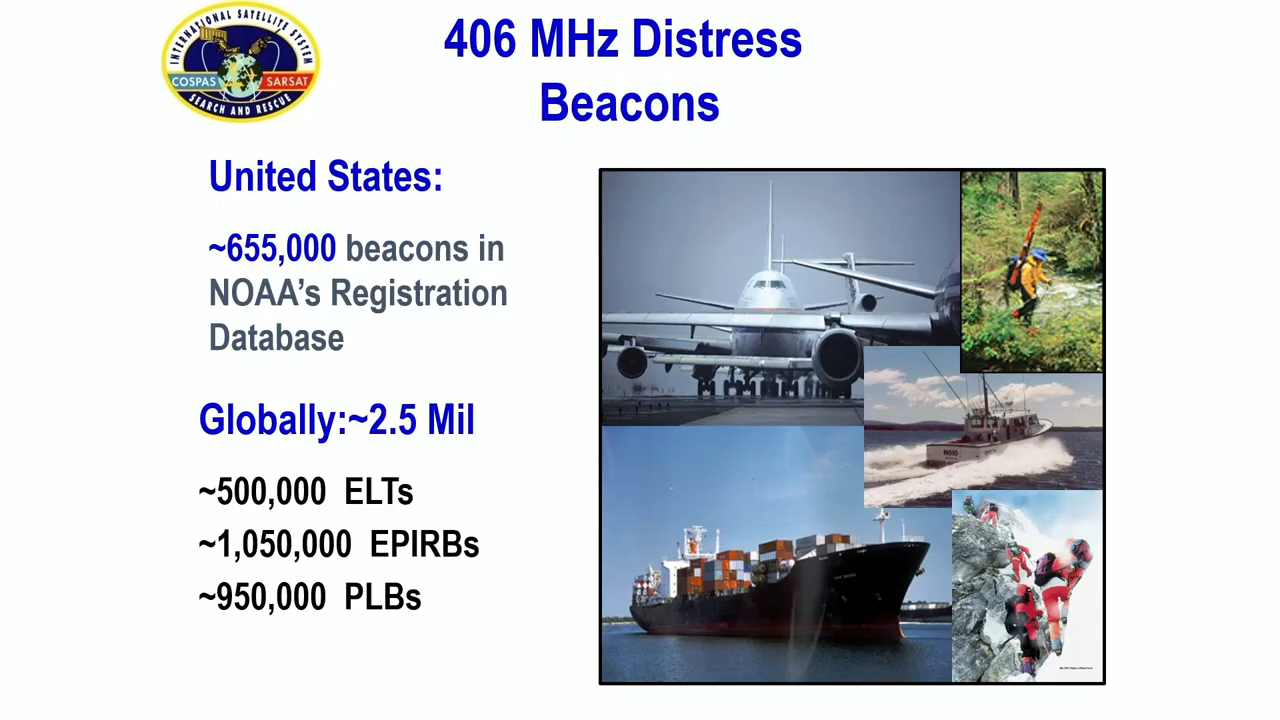 INTERNATIONAL SATELLITE SYSTEM
COSPAS SARSAT
SEARCH AND RESCUE
406 MHz Distress
Beacons
United States:
~655,000 beacons in
NOAA’s Registration
Database
Globally:~2.5 Mil
~500,000 ELTs
~1,050,000 EPIRBs
~950,000 PLBs
MOJO